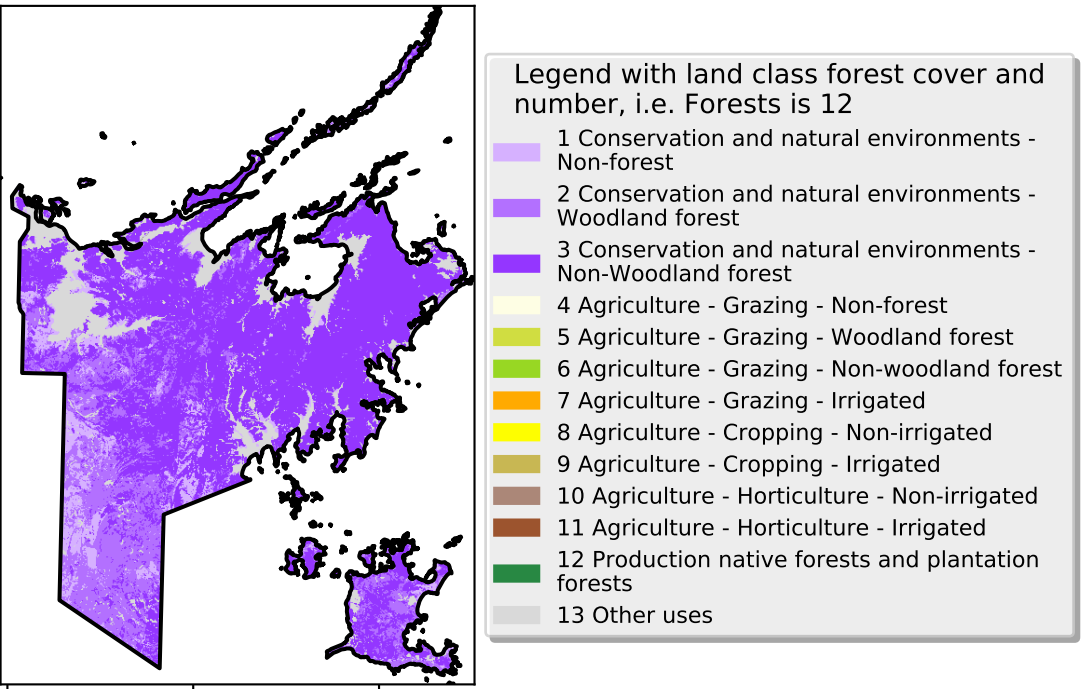 Legend with land class forest cover and
number, i.e. Forests is 12
1 Conservation and natural environments -
Non-forest
2 Conservation and natural environments -
Woodland forest
3 Conservation and natural environments -
Non-Woodland forest
4 Agriculture - Grazing - Non-forest
5 Agriculture - Grazing - Woodland forest
6 Agriculture - Grazing - Non-woodland forest
7 Agriculture - Grazing - Irrigated
8 Agriculture - Cropping - Non-irrigated
9 Agriculture - Cropping - Irrigated
10 Agriculture - Horticulture - Non-irrigated
11 Agriculture - Horticulture - Irrigated
12 Production native forests and plantation
forests
13 Other uses